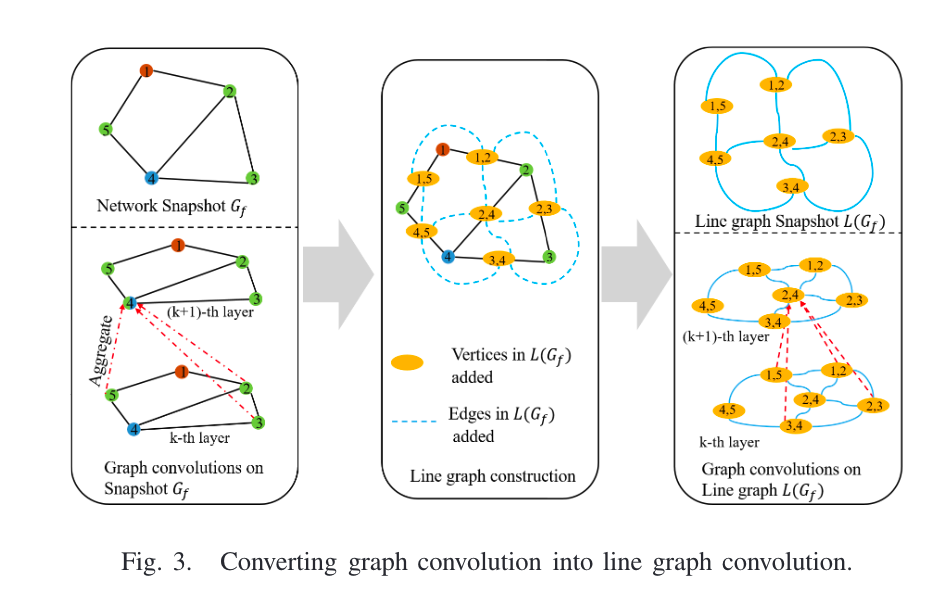 1
2
5
4
3
Network Snapshot G_f
1
5
2
4
3
(k+1)-th layer
Aggregate
1
5
2
3
4
k-th layer
Graph convolutions on
Snapshot G_f
1
1,2
2
1,5
5
2,4
2,3
4,5
4
3,4
3
Vertices in L(G_f)
added
Edges in L(G_f)
added
Line graph construction
1,2
1,5
2,4
2,3
4,5
3,4
Line graph Snapshot L(G_f)
1,5
1,2
2,4
2,3
4,5
3,4
(k+1)-th layer
1,5
1,2
2,4
2,3
4,5
3,4
k-th layer
Graph convolutions on
Line graph L(G_f)
Fig. 3. Converting graph convolution into line graph convolution.